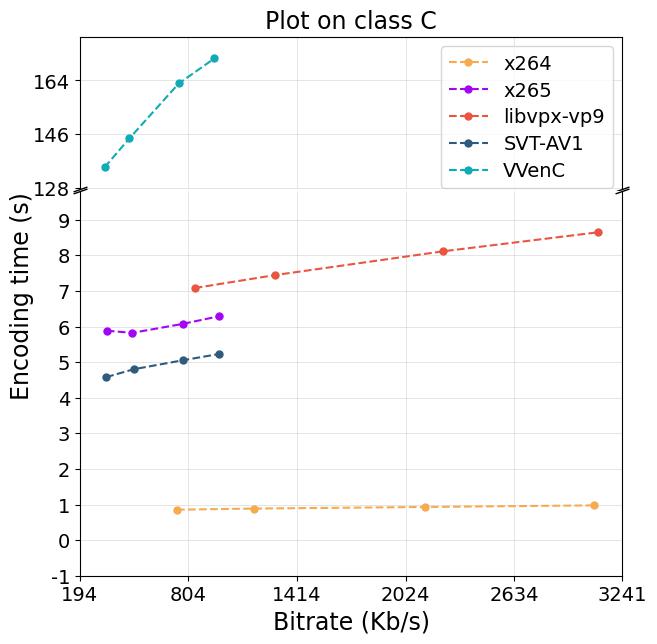 Plot on class C
164
146
128
9
8
7
6
5
4
3
2
1
0
-1
Encoding time (s)
x264
x265
libvpx-vp9
SVT-AV1
VVenC
194 804 1414 2024 2634 3241
Bitrate (Kb/s)